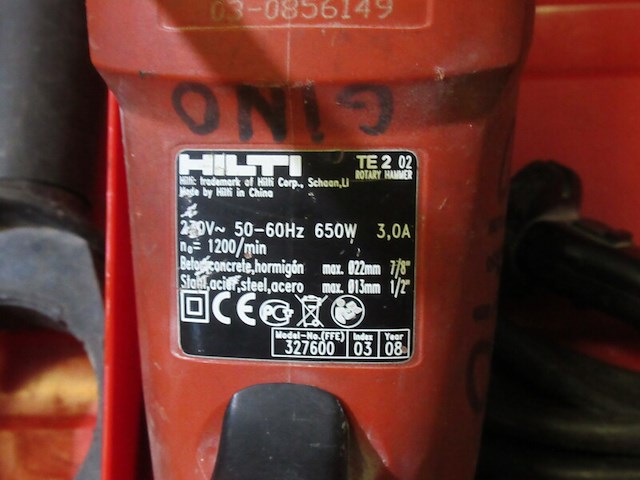 03-0856149
GINO
HILTI
TE 2 02
ROTARY HAMMER
Hilti: trademark of Hilti Corp., Schaan,LI
Made by Hilti in China
230V~ 50-60Hz 650W 3,0A
n₀= 1200/min
Beton,concrete,hormigón max. Ø22mm 7/8"
Stahl,acier,steel,acero max. Ø13mm 1/2"
CE
Model-No.(FFE) Index Year
327600 03 08